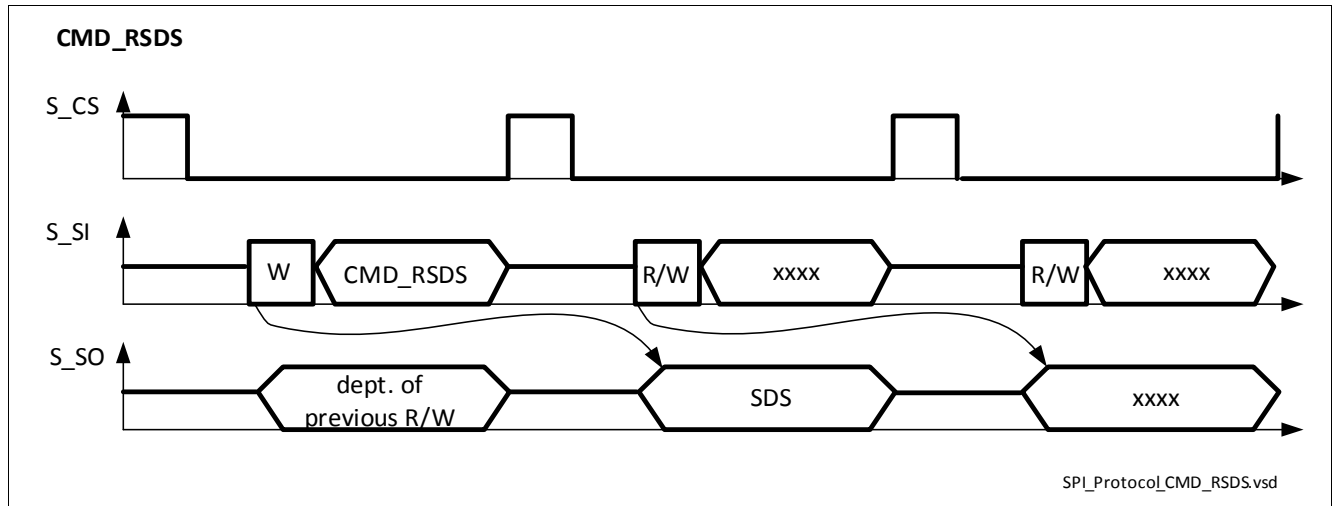 CMD_RSDS
S_CS
S_SI
W
CMD_RSDS
R/W
xxxx
R/W
xxxx
S_SO
dept. of
previous R/W
SDS
xxxx
SPI_Protocol_CMD_RSDS.vsd